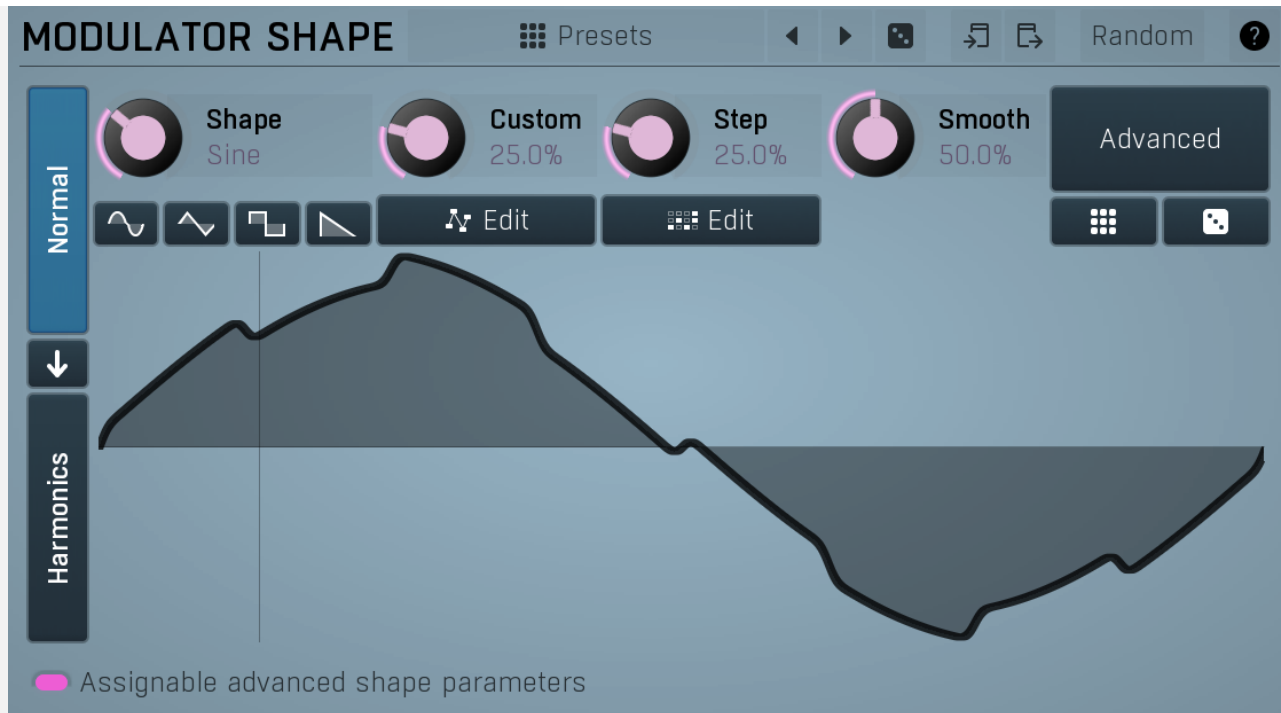 MODULATOR SHAPE
Presets
Random
?
Normal
Shape
Sine
Custom
25.0%
Step
25.0%
Smooth
50.0%
Advanced
Edit
Edit
Harmonics
Assignable advanced shape parameters